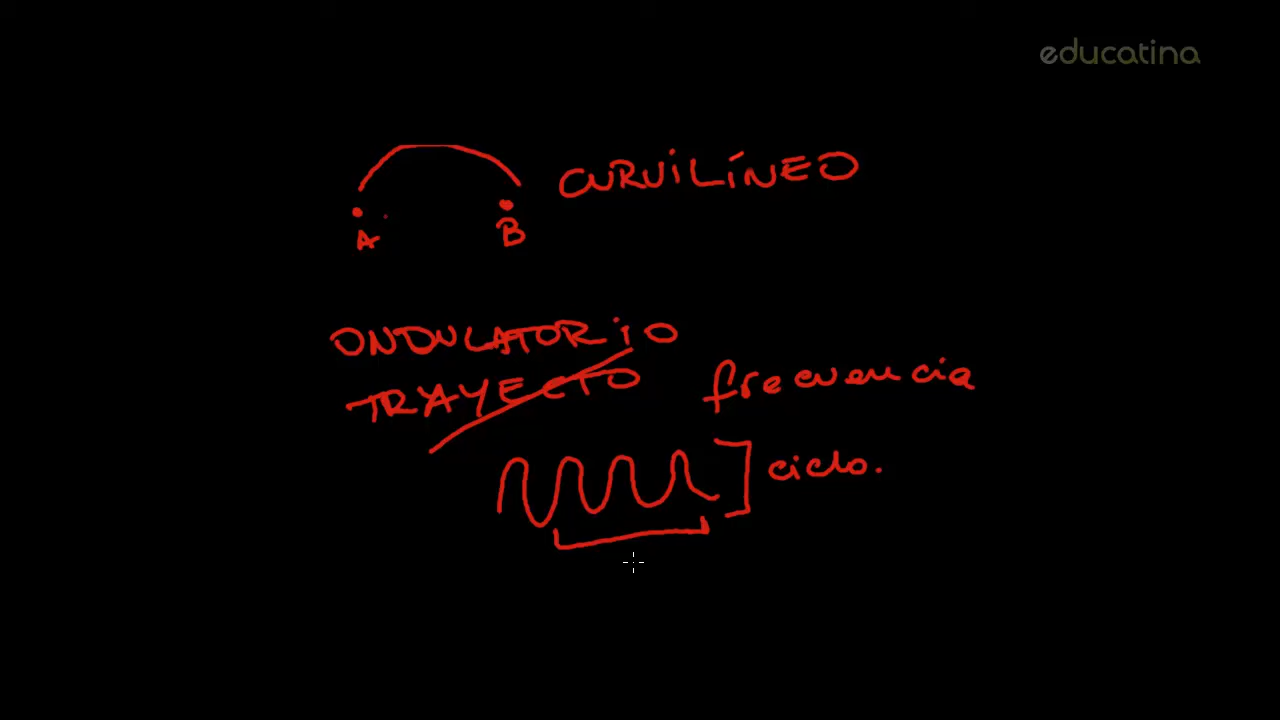 educatina
CURVILÍNEO
A B
ONDULATORIO
TRAYECTO
frecuencia
ciclo.